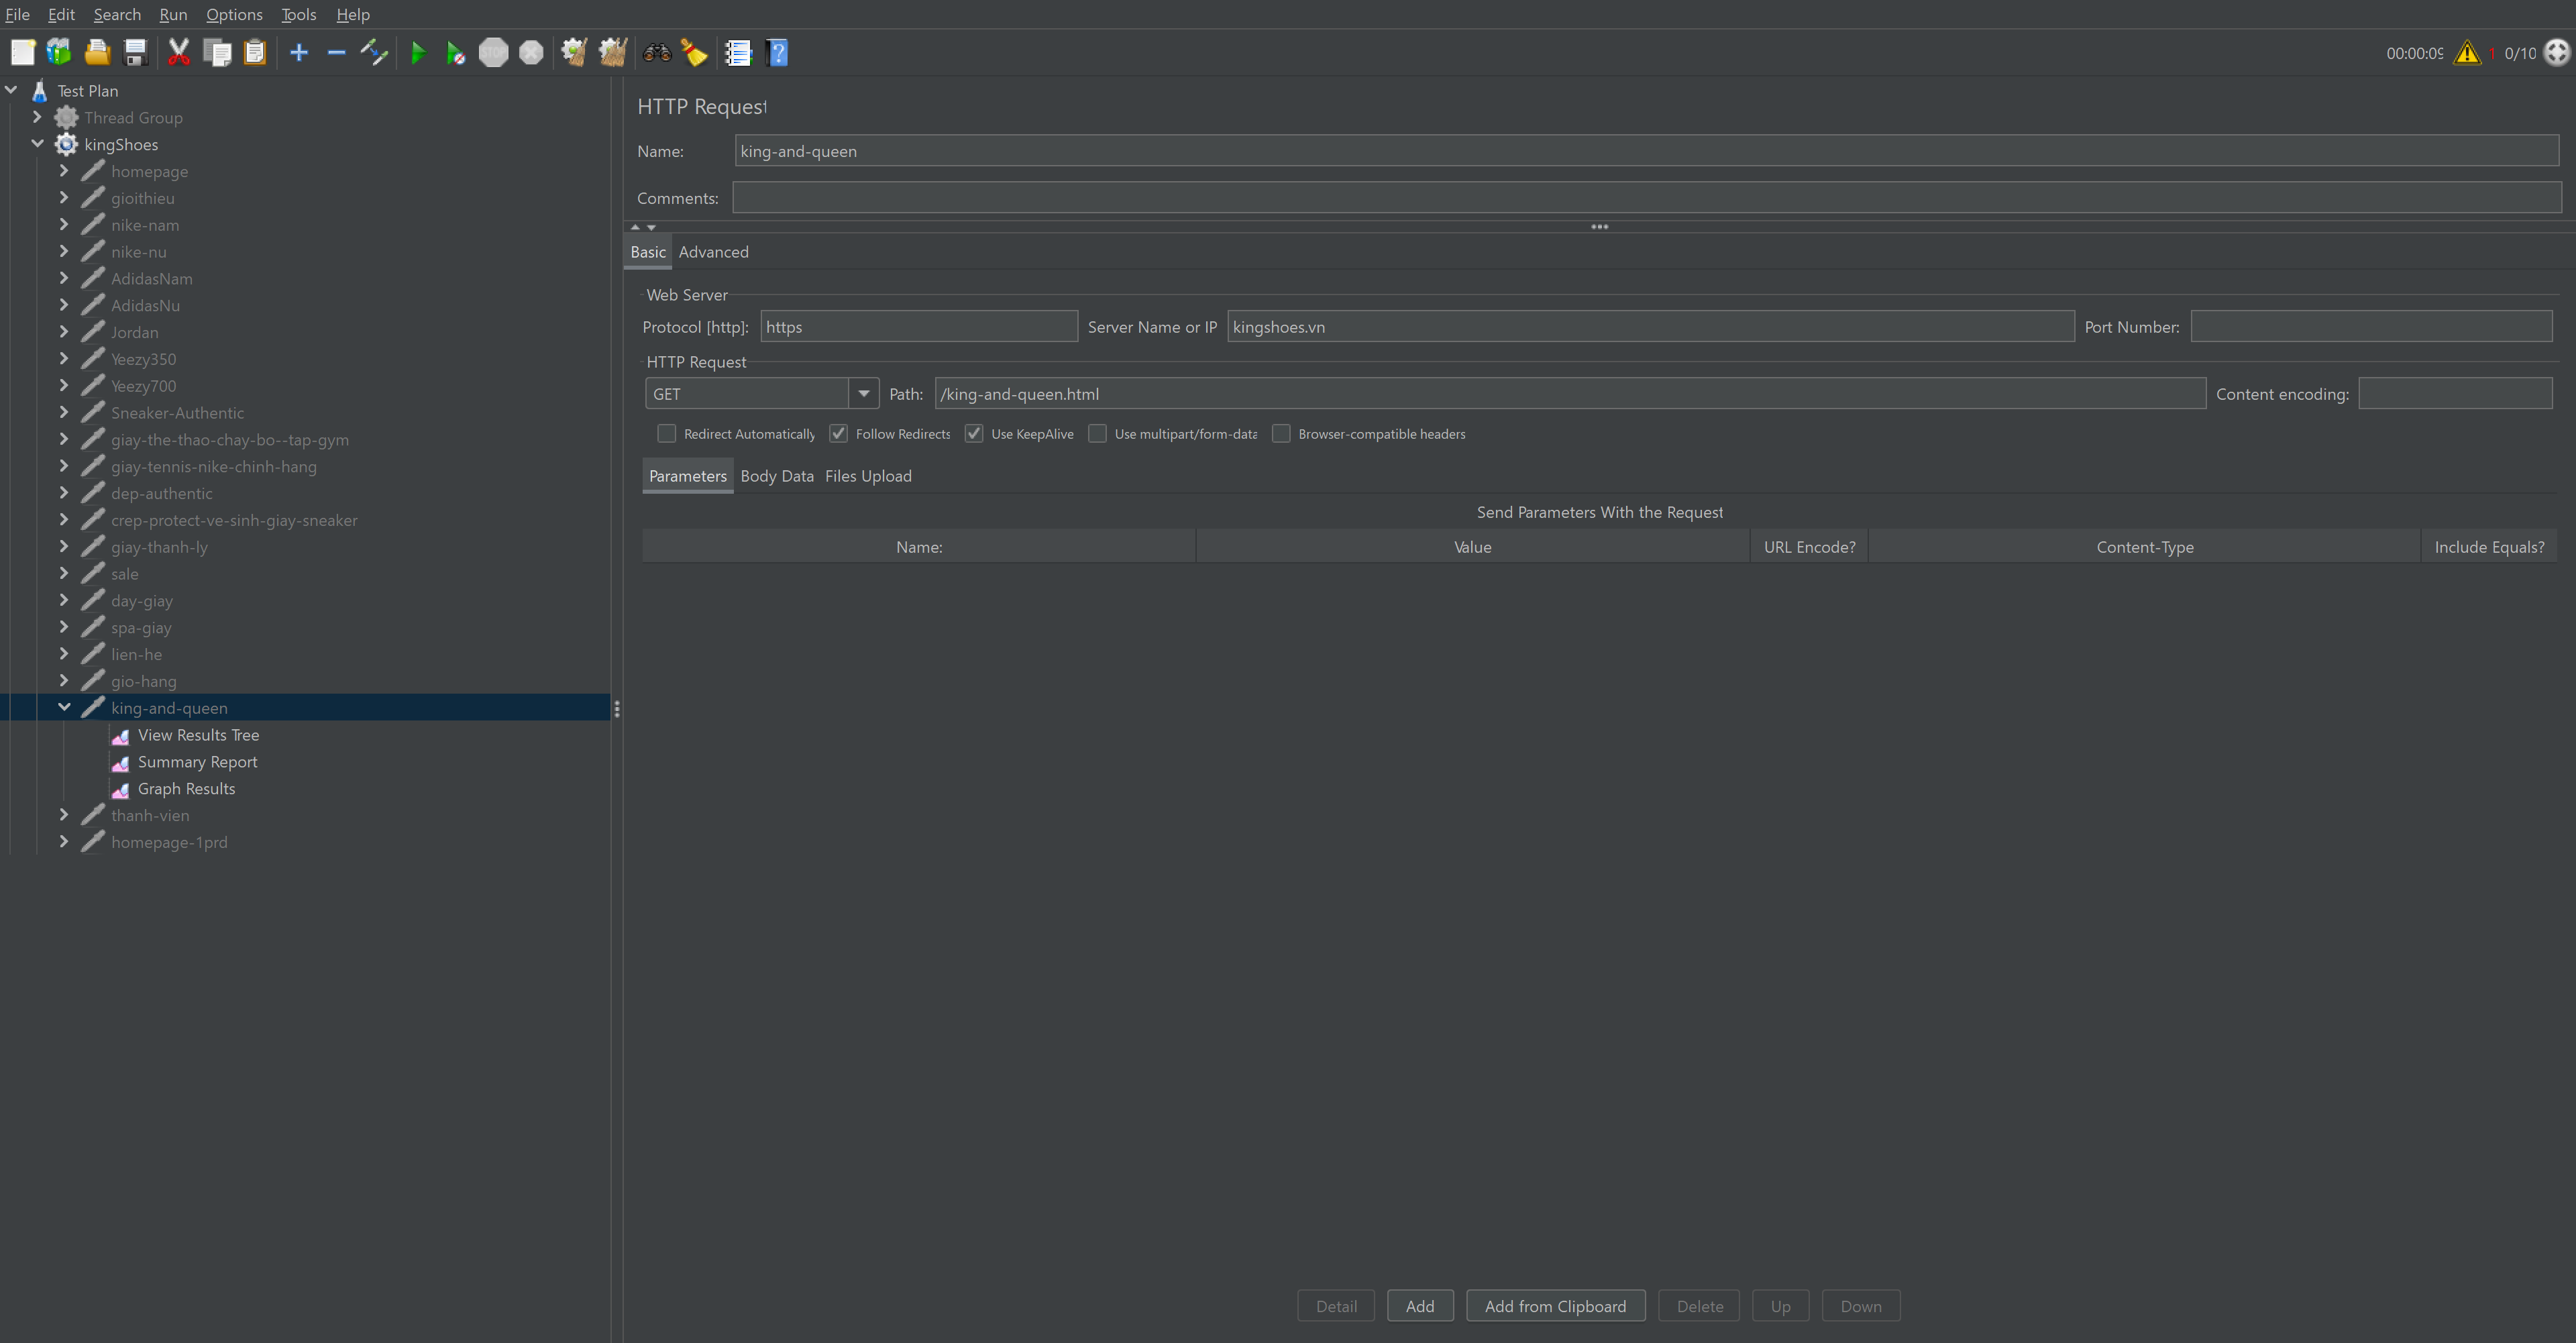 File Edit Search Run Options Tools Help
STOP
00:00:09 1 0/10
Test Plan
Thread Group
kingShoes
homepage
gioithieu
nike-nam
nike-nu
AdidasNam
AdidasNu
Jordan
Yeezy350
Yeezy700
Sneaker-Authentic
giay-the-thao-chay-bo--tap-gym
giay-tennis-nike-chinh-hang
dep-authentic
crep-protect-ve-sinh-giay-sneaker
giay-thanh-ly
sale
day-giay
spa-giay
lien-he
gio-hang
king-and-queen
View Results Tree
Summary Report
Graph Results
thanh-vien
homepage-1prd
HTTP Request
Name: king-and-queen
Comments:
Basic Advanced
Web Server
Protocol [http]: https Server Name or IP kingshoes.vn Port Number:
HTTP Request
GET Path: /king-and-queen.html Content encoding:
Redirect Automatically Follow Redirects Use KeepAlive Use multipart/form-data Browser-compatible headers
Parameters Body Data Files Upload
Send Parameters With the Request
Name: Value URL Encode? Content-Type Include Equals?
Detail Add Add from Clipboard Delete Up Down